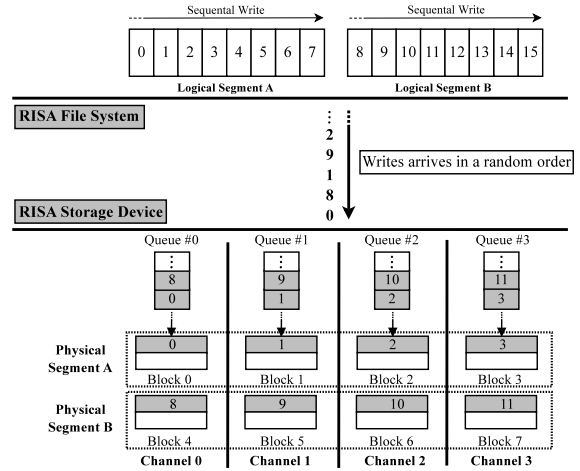 Sequental Write Sequental Write
0 1 2 3 4 5 6 7 8 9 10 11 12 13 14 15
Logical Segment A Logical Segment B
RISA File System
2
9
1
8
0
Writes arrives in a random order
RISA Storage Device
Queue #0 Queue #1 Queue #2 Queue #3
8 9 10 11
0 1 2 3
Physical Segment A
0 1 2 3
Block 0 Block 1 Block 2 Block 3
Physical Segment B
8 9 10 11
Block 4 Block 5 Block 6 Block 7
Channel 0 Channel 1 Channel 2 Channel 3